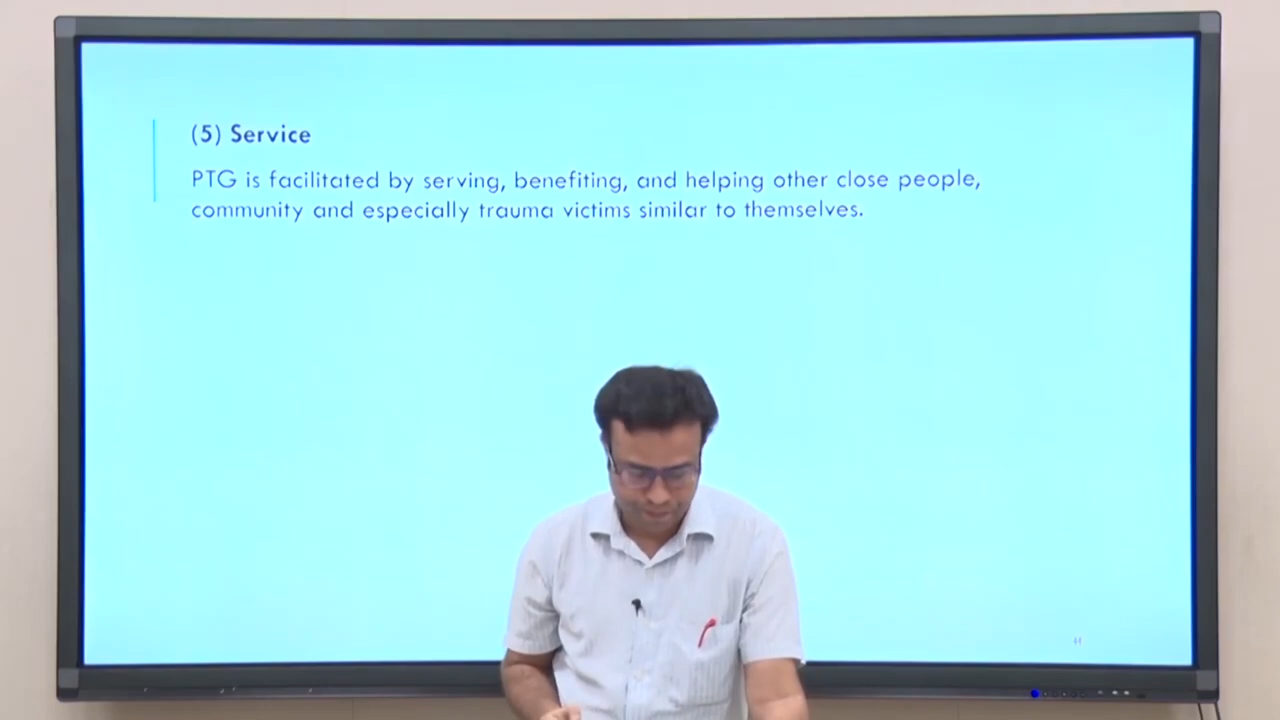 (5) Service
PTG is facilitated by serving, benefiting, and helping other close people,
community and especially trauma victims similar to themselves.